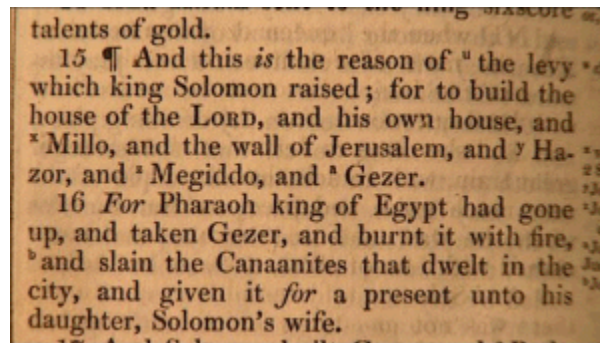 talents of gold.
15 ¶ And this is the reason of ᵘ the levy
which king Solomon raised; for to build the
house of the LORD, and his own house, and
ˣ Millo, and the wall of Jerusalem, and ʸ Ha-
zor, and ᶻ Megiddo, and ᵃ Gezer.
16 For Pharaoh king of Egypt had gone
up, and taken Gezer, and burnt it with fire,
ᵇ and slain the Canaanites that dwelt in the
city, and given it for a present unto his
daughter, Solomon's wife.